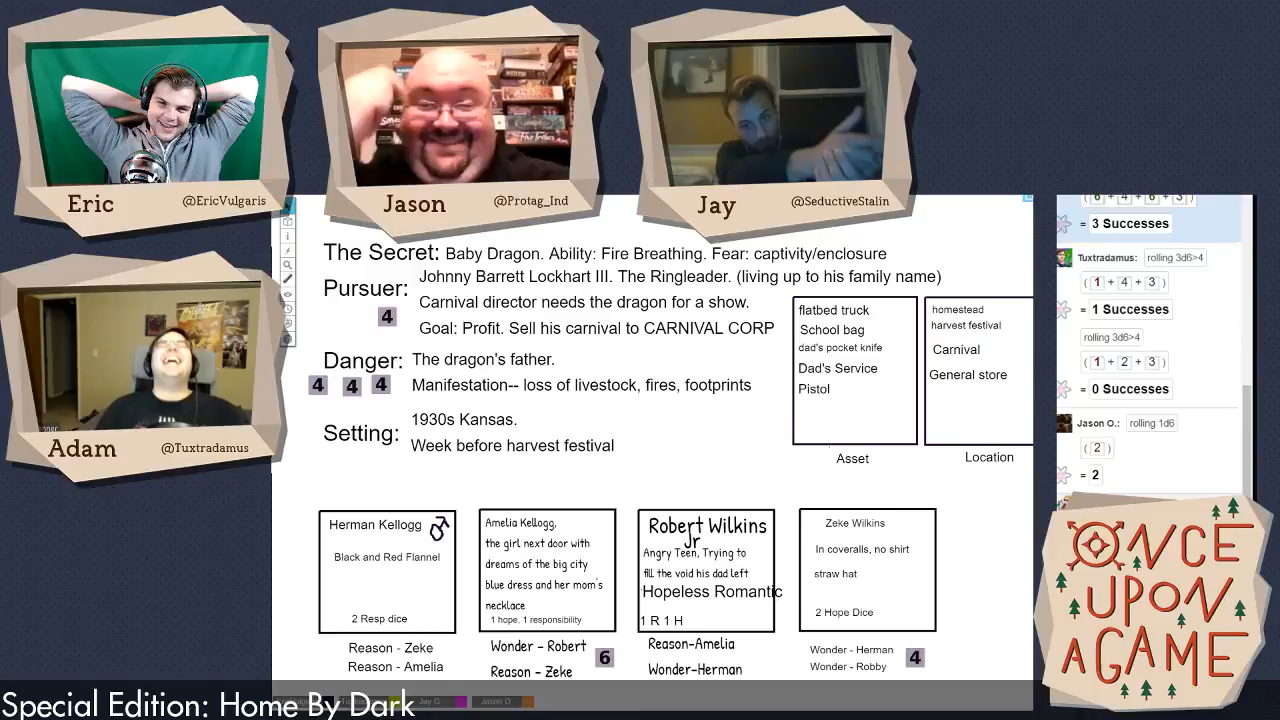 Eric
@EricVulgaris
Jason
@Protag_Ind
Jay
@SeductiveStalin
Adam
@Tuxtradamus
The Secret: Baby Dragon. Ability: Fire Breathing. Fear: captivity/enclosure
Pursuer: Johnny Barrett Lockhart III. The Ringleader. (living up to his family name)
4
Carnival director needs the dragon for a show.
Goal: Profit. Sell his carnival to CARNIVAL CORP
Danger: The dragon's father.
4 4 4
Manifestation-- loss of livestock, fires, footprints
Setting: 1930s Kansas.
Week before harvest festival
flatbed truck
School bag
dad's pocket knife
Dad's Service
Pistol
Asset
homestead
harvest festival
Carnival
General store
Location
Herman Kellogg
Black and Red Flannel
2 Resp dice
Reason - Zeke
Reason - Amelia
Amelia Kellogg,
the girl next door with
dreams of the big city
blue dress and her mom's
necklace
1 hope, 1 responsibility
Wonder - Robert
Reason - Zeke
6
Robert Wilkins
Jr
Angry Teen, Trying to
fill the void his dad left
Hopeless Romantic
1 R 1 H
Reason-Amelia
Wonder-Herman
Zeke Wilkins
In coveralls, no shirt
straw hat
2 Hope Dice
Wonder - Herman
Wonder - Robby
4
( 6 + 4 + 6 + 3 )
= 3 Successes
Tuxtradamus: rolling 3d6>4
( 1 + 4 + 3 )
= 1 Successes
rolling 3d6>4
( 1 + 2 + 3 )
= 0 Successes
Jason O.: rolling 1d6
( 2 )
= 2
ONCE
UPON
A GAME
Jay G
Jason O
Special Edition: Home By Dark